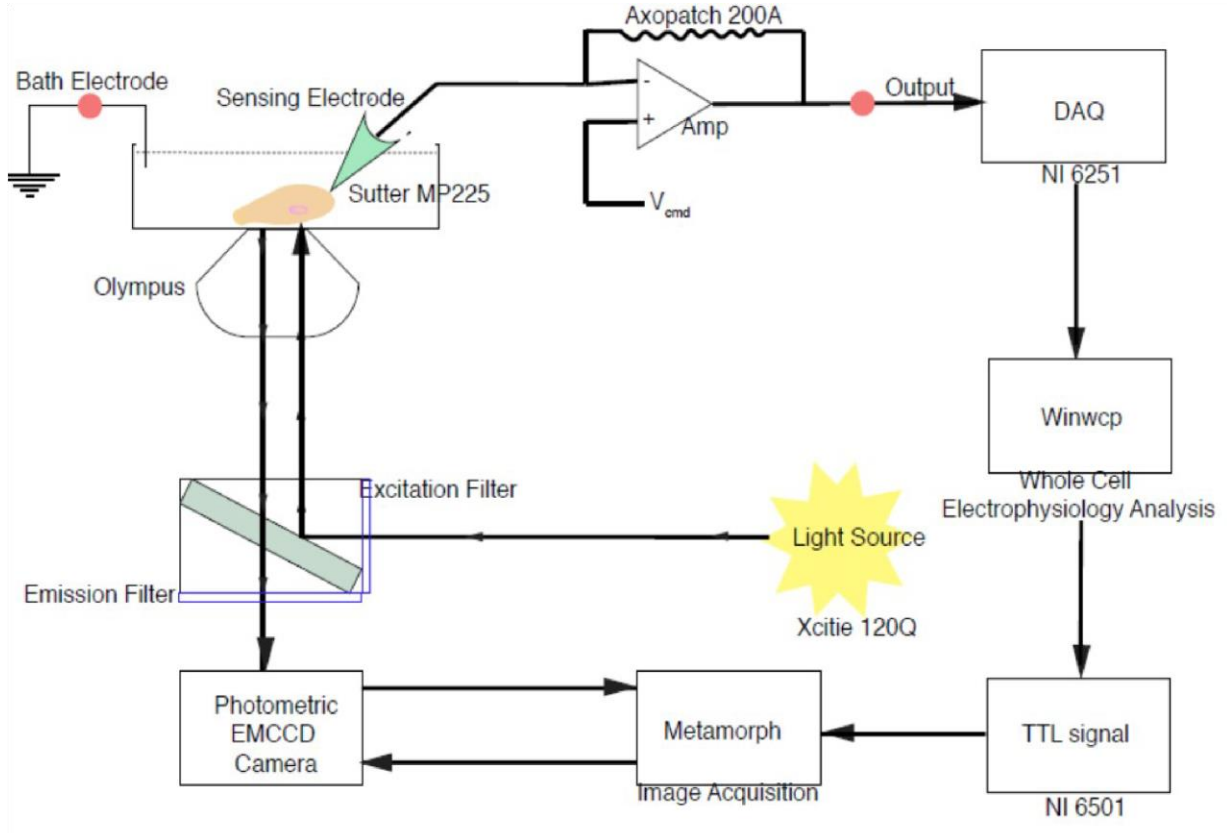 Axopatch 200A
Bath Electrode
Sensing Electrode
-
+
Amp
Output
DAQ
NI 6251
Sutter MP225
Vcmd
Olympus
Winwcp
Whole Cell
Electrophysiology Analysis
Excitation Filter
Light Source
Emission Filter
Xcitie 120Q
Photometric
EMCCD
Camera
Metamorph
Image Acquisition
TTL signal
NI 6501